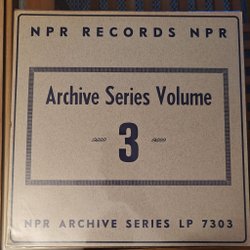 NPR RECORDS NPR
Archive Series Volume
3
NPR ARCHIVE SERIES LP 7303